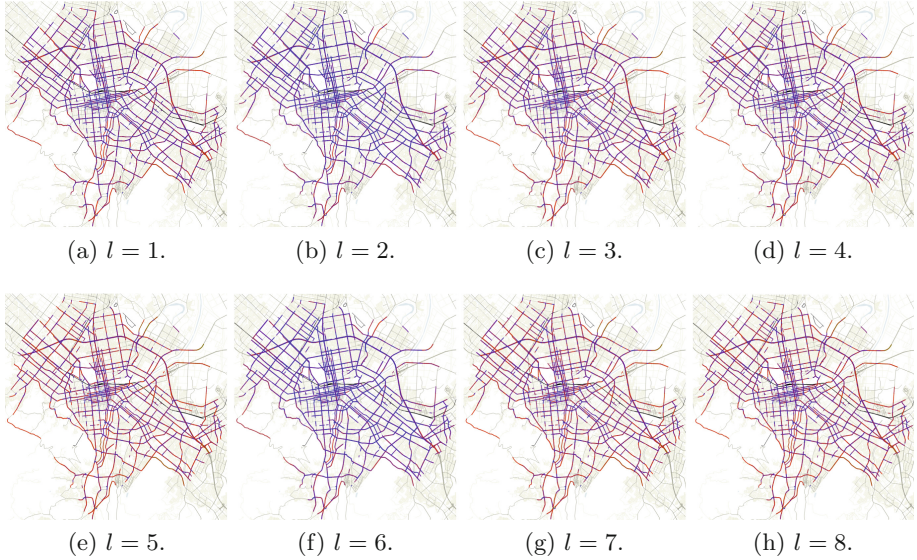 (a) l = 1.
(b) l = 2.
(c) l = 3.
(d) l = 4.
(e) l = 5.
(f) l = 6.
(g) l = 7.
(h) l = 8.